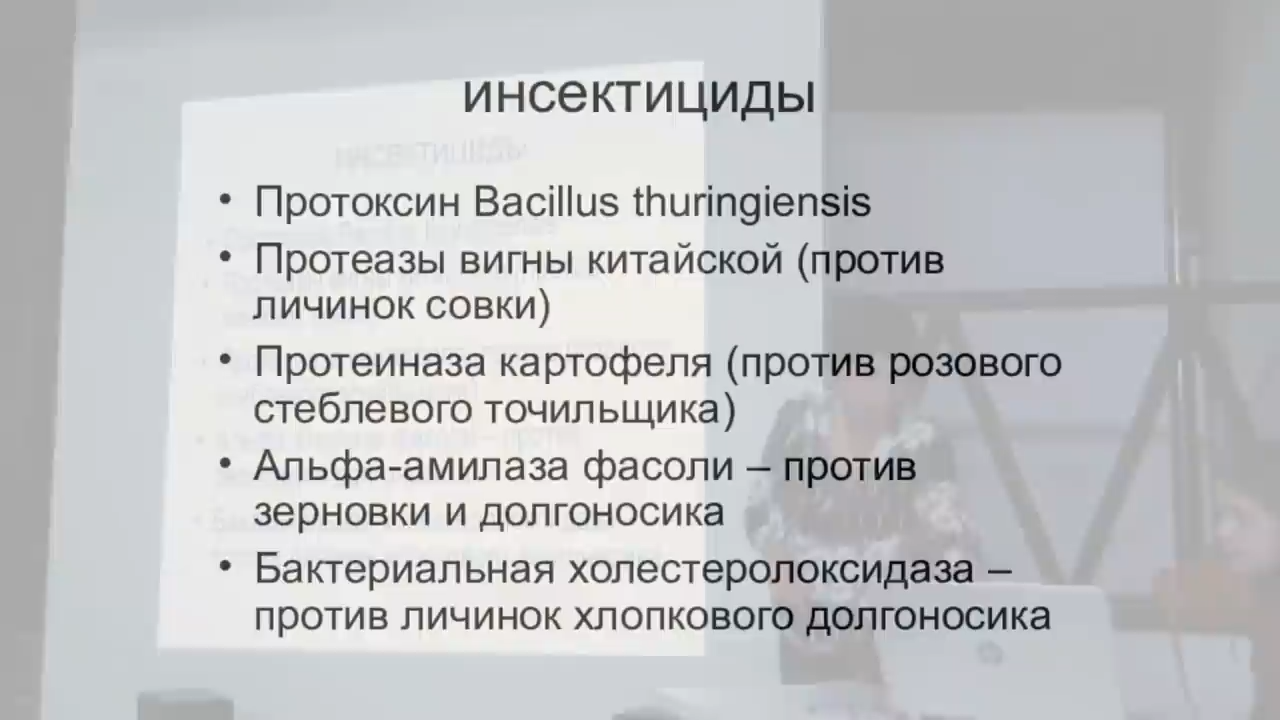 инсектициды
• Протоксин Bacillus thuringiensis
• Протеазы вигны китайской (против
личинок совки)
• Протеиназа картофеля (против розового
стеблевого точильщика)
• Альфа-амилаза фасоли – против
зерновки и долгоносика
• Бактериальная холестеролоксидаза –
против личинок хлопкового долгоносика